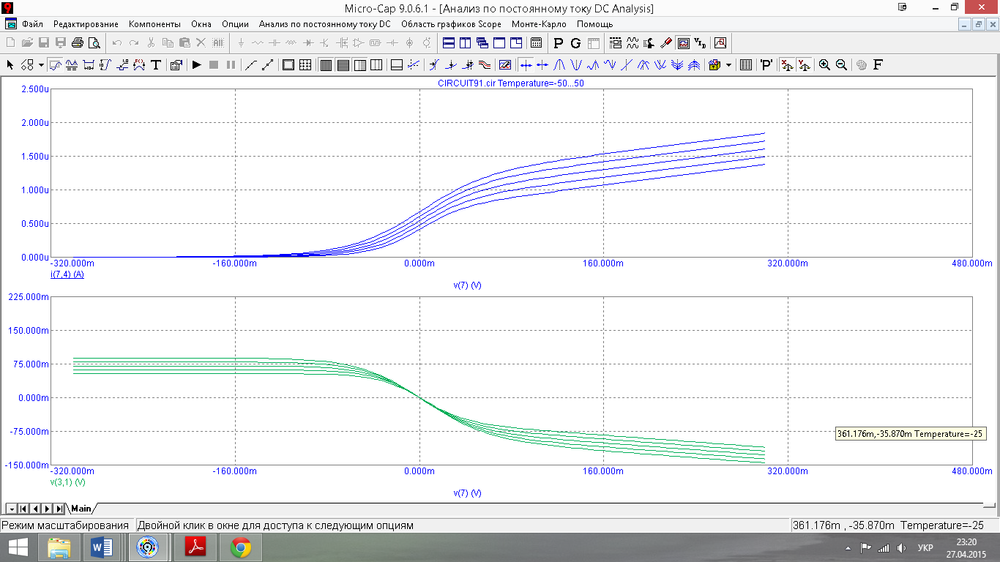 Micro-Cap 9.0.6.1 - [Анализ по постоянному току DC Analysis]
Файл Редактирование Компоненты Окна Опции Анализ по постоянному току DC Область графиков Scope Монте-Карло Помощь
CIRCUIT91.cir Temperature=-50...50
2.500u
2.000u
1.500u
1.000u
0.500u
0.000u
-320.000m -160.000m 0.000m 160.000m 320.000m 480.000m
i(7,4) (A)
v(7) (V)
225.000m
150.000m
75.000m
0.000m
-75.000m
361.176m,-35.870m Temperature=-25
-150.000m
-320.000m -160.000m 0.000m 160.000m 320.000m 480.000m
v(3,1) (V)
v(7) (V)
Main
Режим масштабирования Двойной клик в окне для доступа к следующим опциям 361.176m , -35.870m Temperature=-25
УКР
23:20
27.04.2015